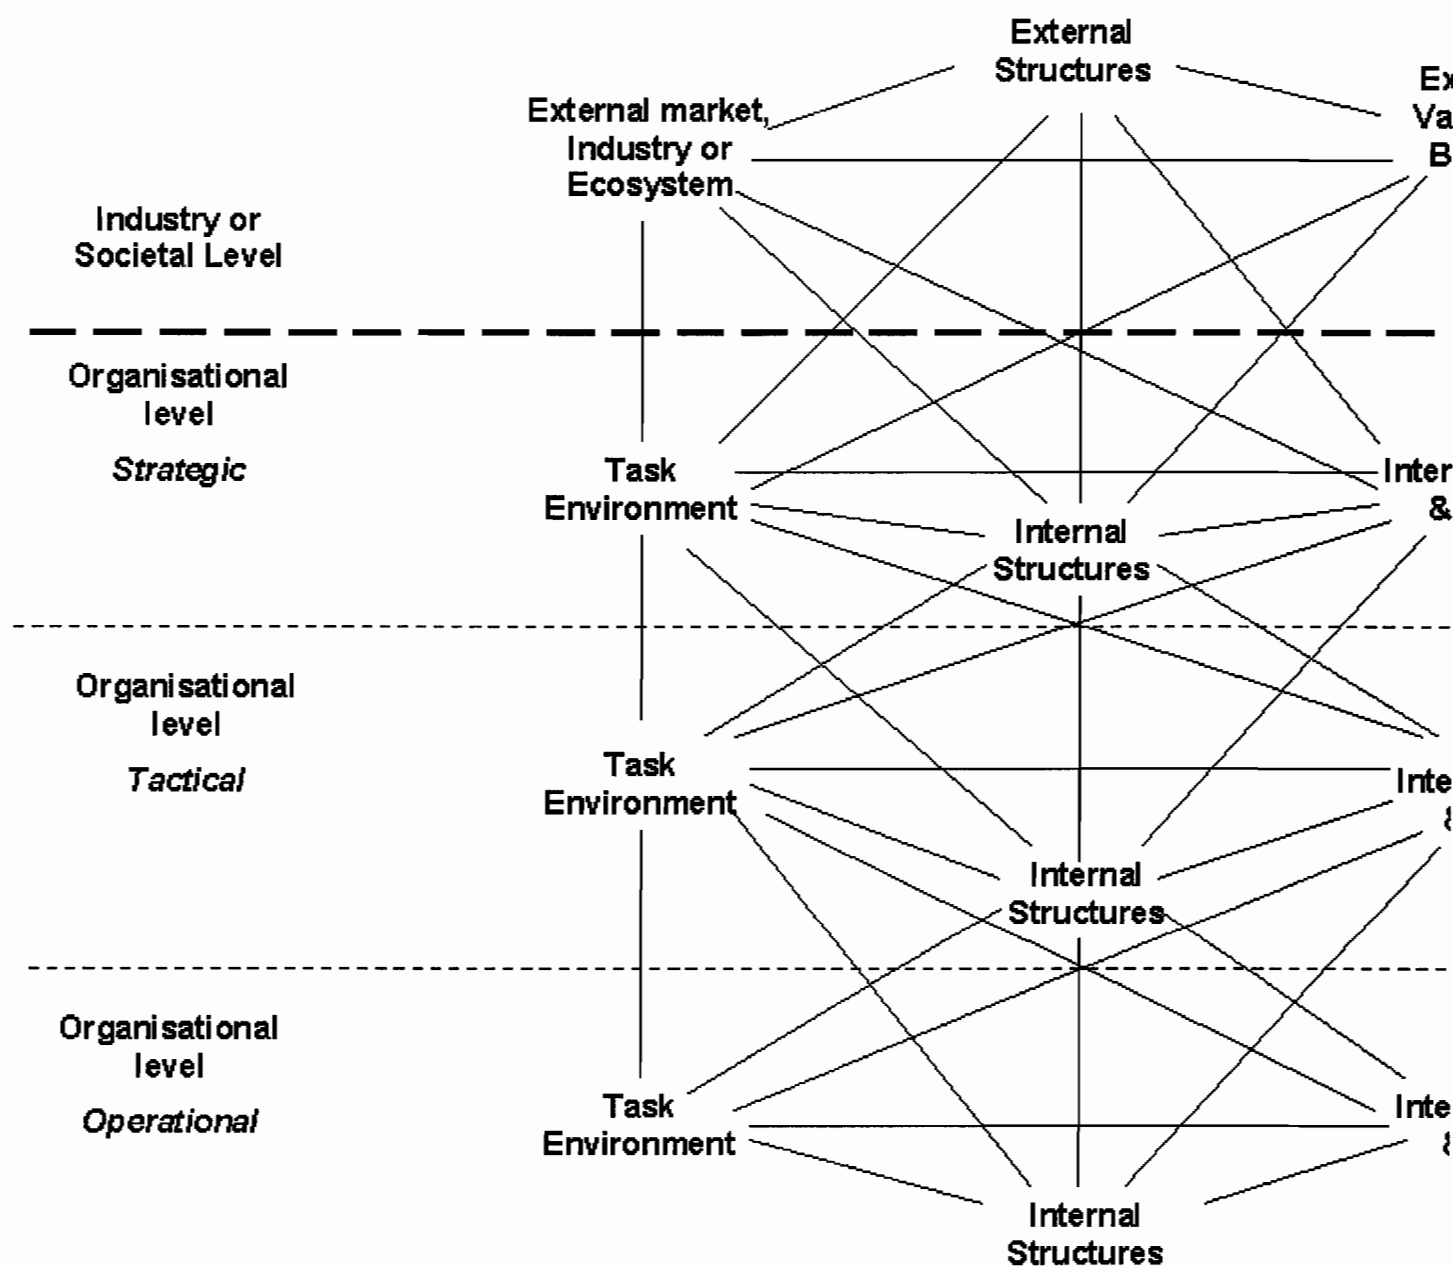 External
Structures
External market,
Industry or
Ecosystem
Industry or
Societal Level
Organisational
level
Strategic
Task
Environment
&
Internal
Structures
Organisational
level
Tactical
Task
Environment
Internal
Structures
Organisational
level
Operational
Task
Environment
Internal
Structures